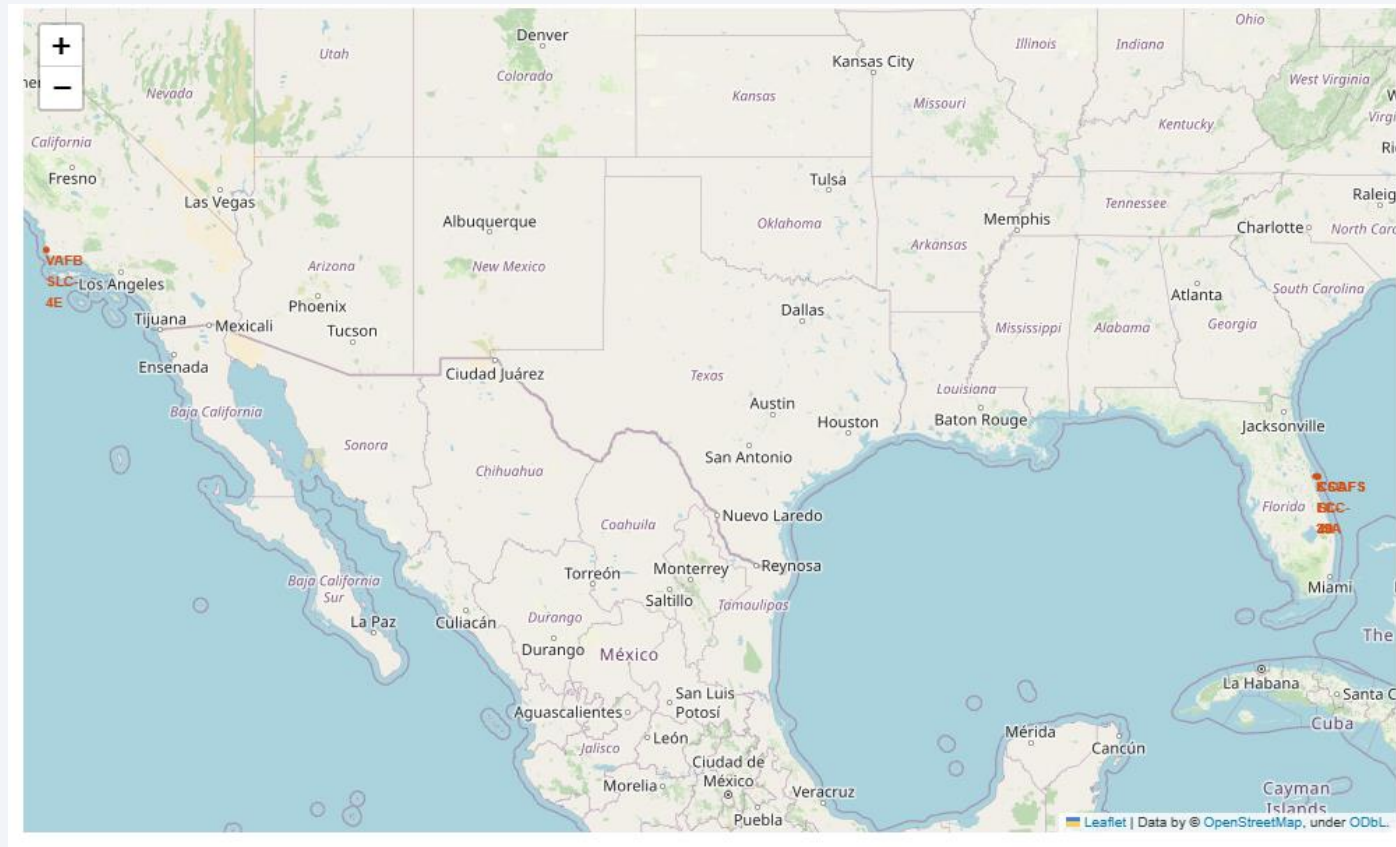 +
−
Utah
Denver
Colorado
Nevada
California
Fresno
Las Vegas
Kansas
Kansas City
Missouri
Illinois
Indiana
Ohio
West Virginia
Kentucky
Tulsa
Oklahoma
Albuquerque
New Mexico
Arizona
Phoenix
Tucson
VAFB
SLC-
4E
Los Angeles
Tijuana
Mexicali
Ensenada
Baja California
Memphis
Arkansas
Tennessee
Charlotte
Atlanta
South Carolina
Dallas
Mississippi
Alabama
Georgia
Ciudad Juárez
Texas
Louisiana
Austin
Houston
Baton Rouge
Jacksonville
San Antonio
Sonora
Chihuahua
Coahuila
Nuevo Laredo
Florida
Torreón
Monterrey
Reynosa
Saltillo
Tamaulipas
Miami
Baja California
Sur
La Paz
Culiacán
Durango
Durango
México
The
La Habana
Cuba
San Luis
Potosí
Aguascalientes
León
Jalisco
Ciudad de
México
Mérida
Cancún
Morelia
Veracruz
Puebla
Cayman
Islands
Leaflet | Data by © OpenStreetMap, under ODbL.